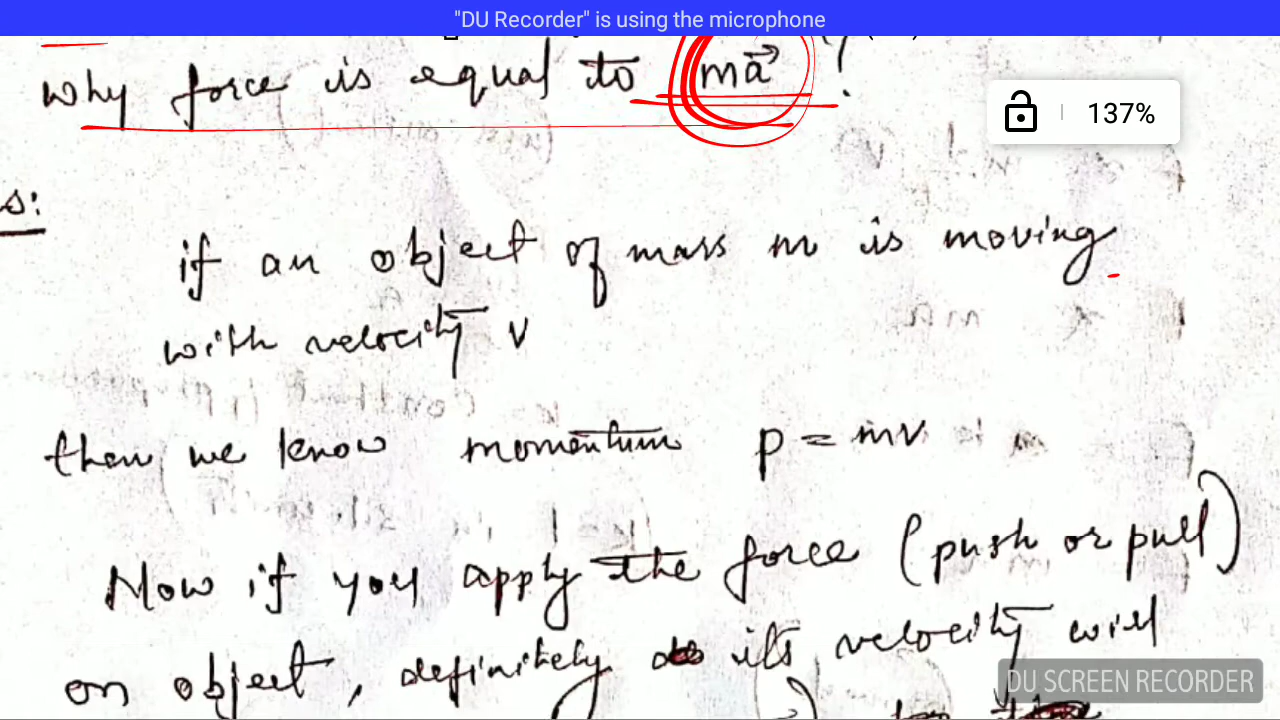 "DU Recorder" is using the microphone
why force is equal to ma⃗ ?
137%
s:
if an object of mass m is moving
with velocity v
then we know momentum p = mv
Now if you apply the force (push or pull)
on object, definitely its velocity will
DU SCREEN RECORDER